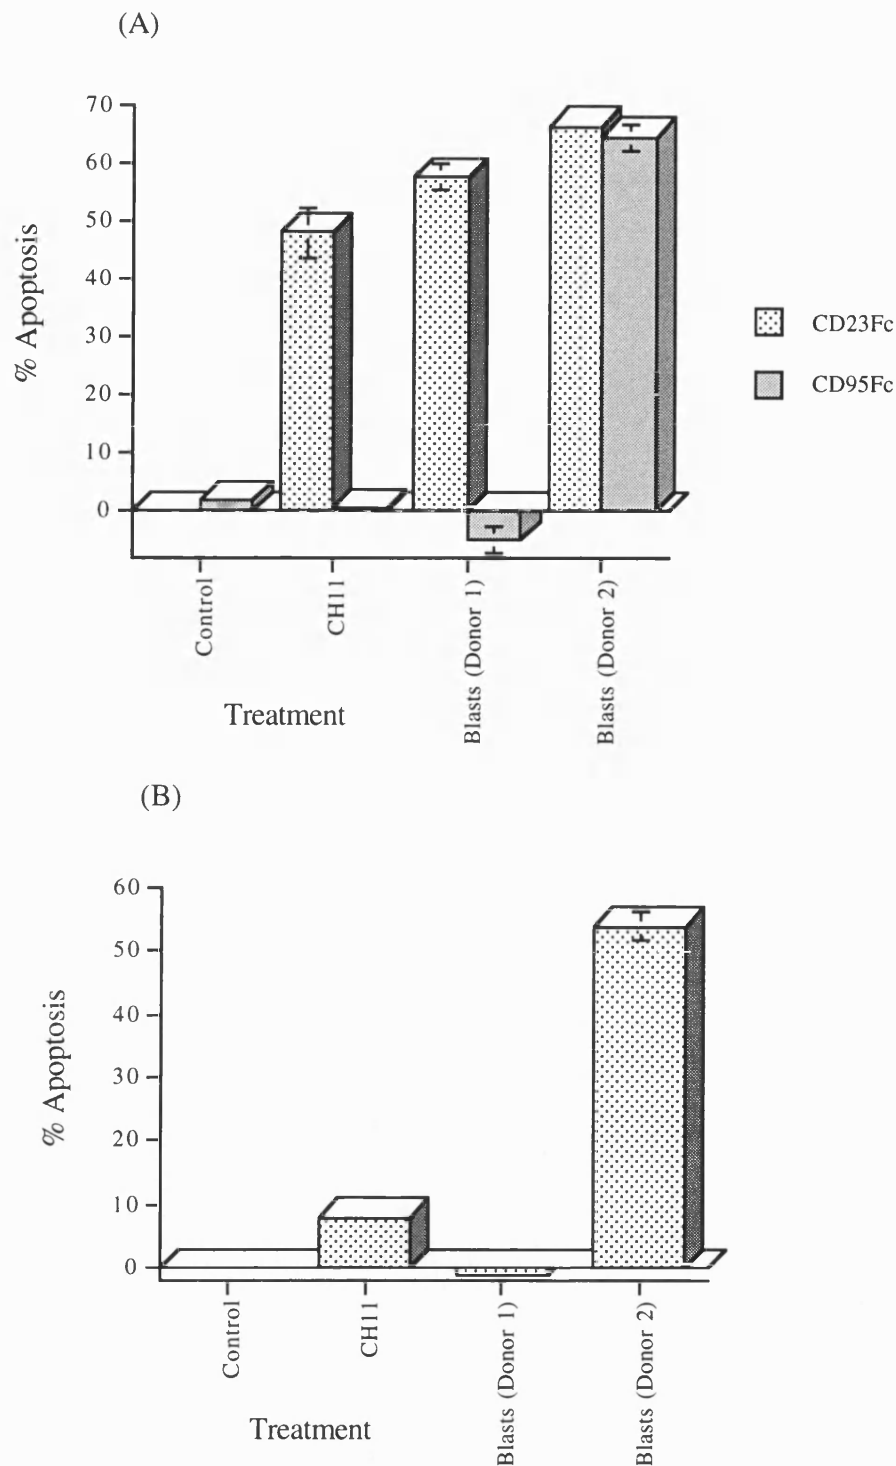 (A)
% Apoptosis
70
60
50
40
30
20
10
0
Control
CH11
Blasts (Donor 1)
Blasts (Donor 2)
Treatment
CD23Fc
CD95Fc
(B)
% Apoptosis
60
50
40
30
20
10
0
Control
CH11
Blasts (Donor 1)
Blasts (Donor 2)
Treatment